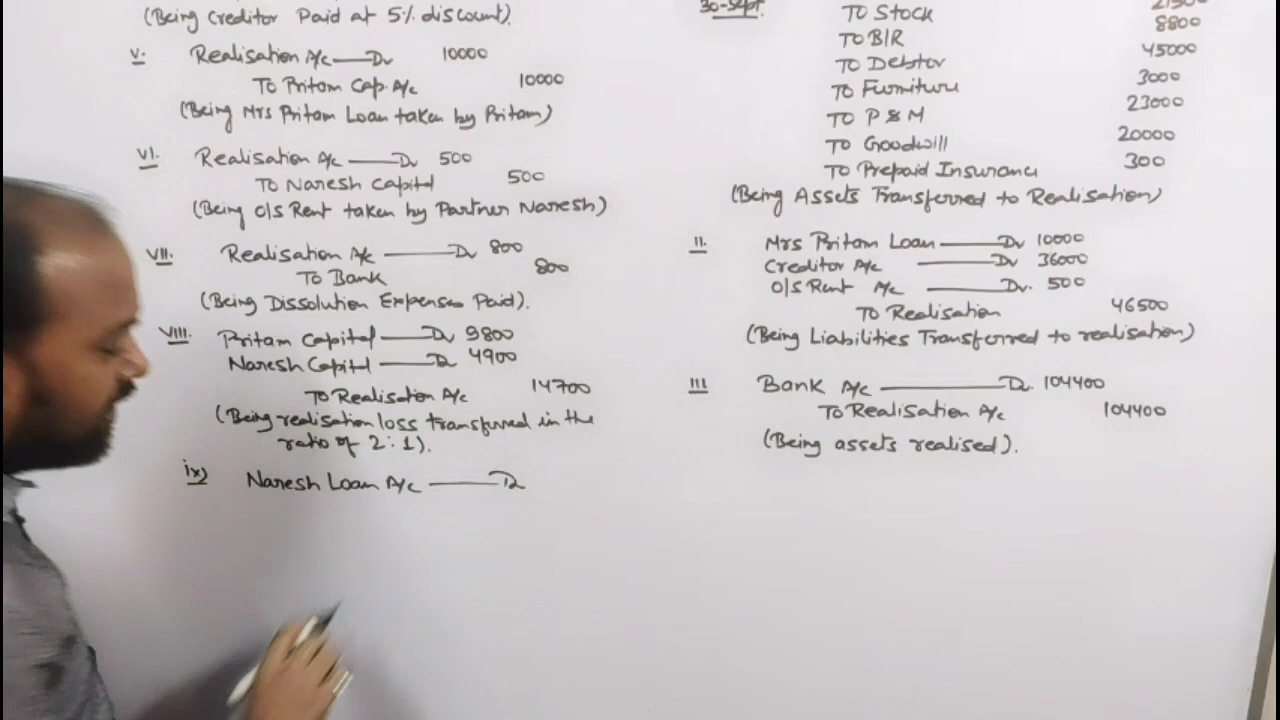 (Being Creditor Paid at 5% discount).
v. Realisation A/c — Dr 10000
To Pritam Cap. A/c 10000
(Being Mrs Pritam Loan taken by Pritam)
VI. Realisation A/c — Dr 500
To Naresh Capital 500
(Being O/S Rent taken by Partner Naresh)
VII. Realisation A/c — Dr 800
To Bank 800
(Being Dissolution Expenses Paid).
VIII. Pritam Capital — Dr 9800
Naresh Capital — Dr 4900
To Realisation A/c 14700
(Being realisation loss transferred in the
ratio of 2:1).
ix) Naresh Loan A/c — Dr
30-Sept.
To Stock
To B/R 8800
To Debtor 45000
To Furniture 3000
To P & M 23000
To Goodwill 20000
To Prepaid Insurance 300
(Being Assets Transferred to Realisation)
II. Mrs Pritam Loan — Dr 10000
Creditor A/c — Dr 36000
O/S Rent A/c — Dr. 500
To Realisation 46500
(Being Liabilities Transferred to realisation)
III Bank A/c — Dr. 104400
To Realisation A/c 104400
(Being assets realised).